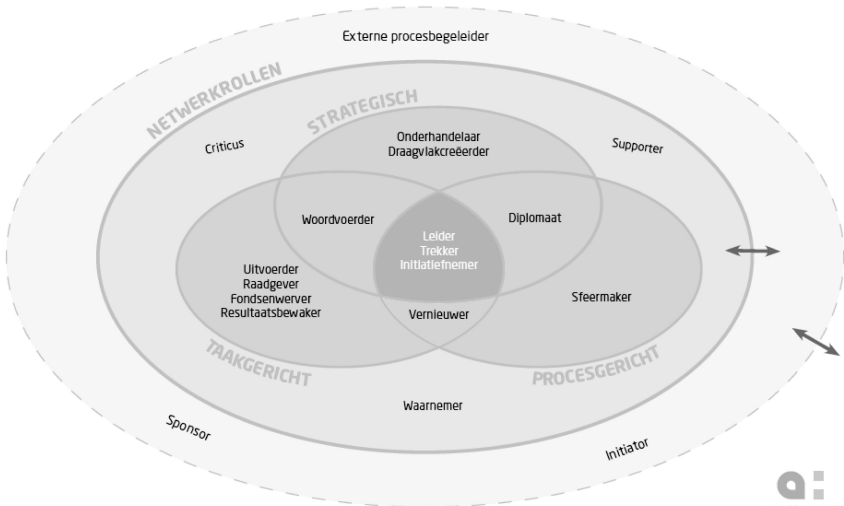 Externe procesbegeleider
NETWERKROLLEN
STRATEGISCH
Criticus
Onderhandelaar
Draagvlakcreëerder
Supporter
Woordvoerder
Diplomaat
Leider
Trekker
Initiatiefnemer
Uitvoerder
Raadgever
Fondsenwerver
Resultaatsbewaker
Sfeermaker
Vernieuwer
TAAKGERICHT
PROCESGERICHT
Waarnemer
Sponsor
Initiator
a: